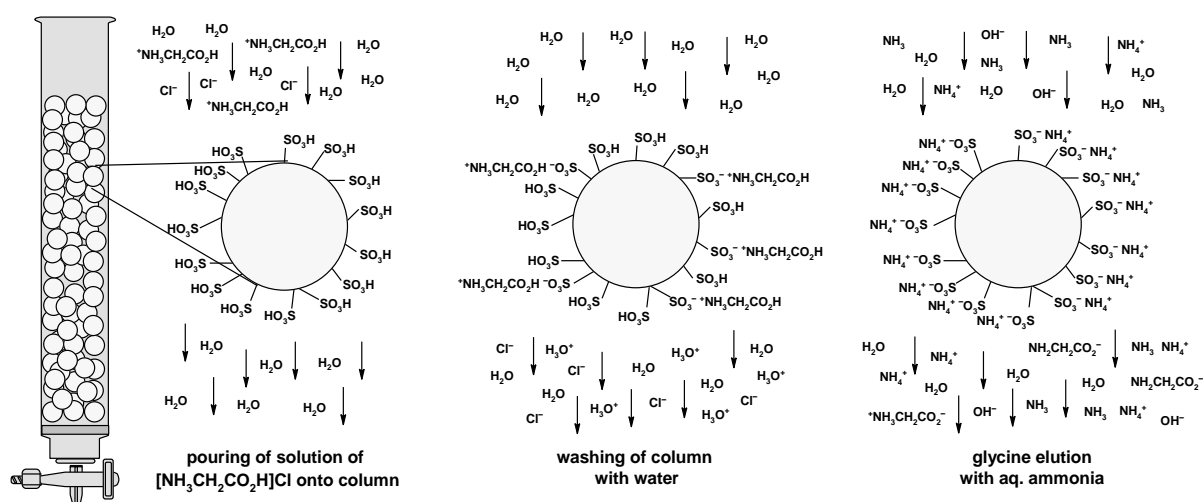 H₂O H₂O
⁺NH₃CH₂CO₂H ⁺NH₃CH₂CO₂H H₂O
Cl⁻ H₂O Cl⁻ H₂O
H₂O
⁺NH₃CH₂CO₂H
SO₃H
HO₃S SO₃H
HO₃S
HO₃S SO₃H
HO₃S
SO₃H
HO₃S
SO₃H
HO₃S SO₃H
HO₃S SO₃H
HO₃S SO₃H
HO₃S SO₃H
H₂O
H₂O H₂O
H₂O H₂O H₂O
pouring of solution of
[NH₃CH₂CO₂H]Cl onto column
H₂O H₂O H₂O
H₂O H₂O
H₂O H₂O H₂O H₂O
SO₃H
SO₃H SO₃H
⁺NH₃CH₂CO₂H ⁻O₃S
SO₃⁻ ⁺NH₃CH₂CO₂H
HO₃S
SO₃H
HO₃S
SO₃⁻ ⁺NH₃CH₂CO₂H
HO₃S
SO₃H
⁺NH₃CH₂CO₂H ⁻O₃S
HO₃S SO₃⁻ ⁺NH₃CH₂CO₂H
HO₃S
Cl⁻ H₃O⁺ H₃O⁺ H₂O
Cl⁻ H₂O
H₂O H₂O H₃O⁺
H₂O
Cl⁻ H₃O⁺ Cl⁻ H₃O⁺ Cl⁻
washing of column
with water
NH₃ OH⁻ NH₃ NH₄⁺
H₂O NH₃ H₂O
H₂O NH₄⁺ H₂O OH⁻ H₂O NH₃
SO₃⁻ NH₄⁺
NH₄⁺ ⁻O₃S SO₃⁻ NH₄⁺
NH₄⁺ ⁻O₃S
NH₄⁺ ⁻O₃S SO₃⁻ NH₄⁺
SO₃⁻ NH₄⁺
NH₄⁺ ⁻O₃S
SO₃⁻ NH₄⁺
NH₄⁺ ⁻O₃S
SO₃⁻ NH₄⁺
NH₄⁺ ⁻O₃S SO₃⁻ NH₄⁺
NH₄⁺ ⁻O₃S NH₄⁺ ⁻O₃S SO₃⁻ NH₄⁺
H₂O NH₄⁺ NH₂CH₂CO₂⁻ NH₃ NH₄⁺
NH₄⁺ H₂O H₂O NH₂CH₂CO₂⁻
H₂O
⁺NH₃CH₂CO₂⁻ OH⁻ NH₃ NH₃ NH₄⁺ OH⁻
glycine elution
with aq. ammonia